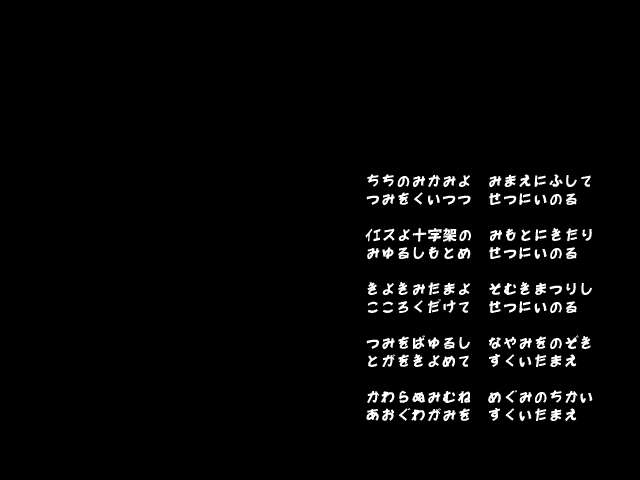 ちちのみかみよ　みまえにふして
つみをくいつつ　せつにいのる
イエスよ十字架の　みもとにきたり
みゆるしもとめ　せつにいのる
きよきみたまよ　そむきまつりし
こころくだけて　せつにいのる
つみをばゆるし　なやみをのぞき
とがをきよめて　すくいたまえ
かわらぬみむね　めぐみのちかい
あおぐわがみを　すくいたまえ